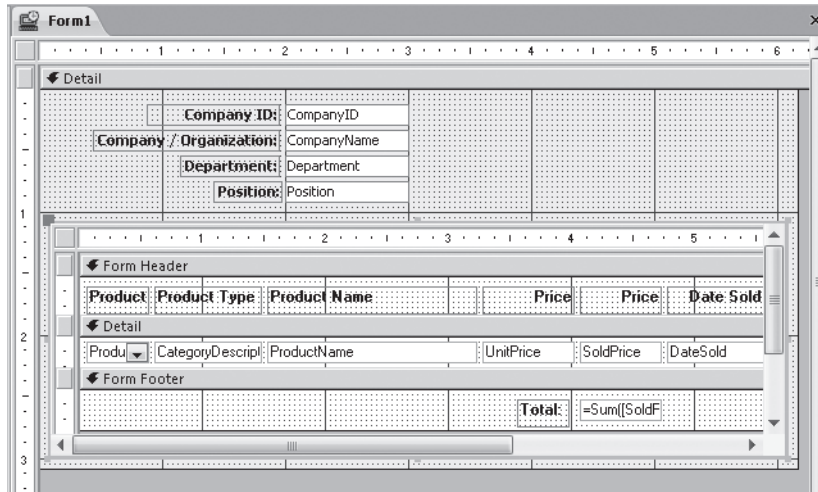 Form1
1 2 3 4 5 6
Detail
Company ID: CompanyID
Company / Organization: CompanyName
Department: Department
Position: Position
1
1 2 3 4 5
Form Header
Product Product Type Product Name Price Price Date Sold
Detail
2
Produ CategoryDescript ProductName UnitPrice SoldPrice DateSold
Form Footer
Total: =Sum([SoldF
3